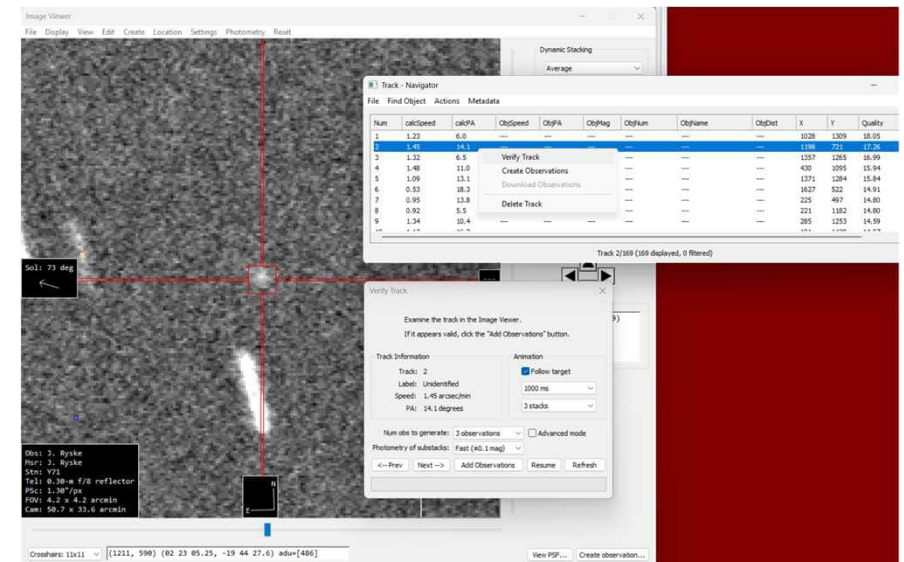 Image Viewer
File Display View Edit Create Location Settings Photometry Reset
Dynamic Stacking
Average
Track - Navigator
File Find Object Actions Metadata
Num calcSpeed calcPA ObjSpeed ObjPA ObjMag ObjNum ObjName ObjDist X Y Quality
1 1.23 6.0 --- --- --- --- --- --- 1028 1309 18.05
2 1.45 14.1 --- --- --- --- --- --- 1198 721 17.26
3 1.32 6.5 --- --- --- 1357 1265 16.99
4 1.48 11.0 --- --- --- 430 1095 15.94
5 1.09 13.1 --- --- --- 1371 1284 15.84
6 0.53 18.3 --- --- --- 1627 522 14.91
7 0.95 13.8 --- --- --- 225 497 14.80
8 0.92 5.5 --- --- --- 221 1182 14.80
9 1.34 10.4 --- --- --- --- --- --- 285 1253 14.59
Verify Track
Create Observations
Download Observations
Delete Track
Track 2/169 (169 displayed, 0 filtered)
Sol: 73 deg
Verify Track
Examine the track in the Image Viewer.
If it appears valid, click the "Add Observations" button.
Track Information
Track: 2
Label: Unidentified
Speed: 1.45 arcsec/min
PA: 14.1 degrees
Animation
Follow target
1000 ms
3 stacks
Num obs to generate: 3 observations Advanced mode
Photometry of substacks: Fast (±0.1 mag)
<-- Prev Next --> Add Observations Resume Refresh
9)
Obs: J. Ryske
Msr: J. Ryske
Stn: Y71
Tel: 0.30-m f/8 reflector
PSc: 1.30"/px
FOV: 4.2 x 4.2 arcmin
Cam: 50.7 x 33.6 arcmin
N
E
Crosshairs: 11x11 (1211, 590) (02 23 05.25, -19 44 27.6) adu=[486] View PSF... Create observation...